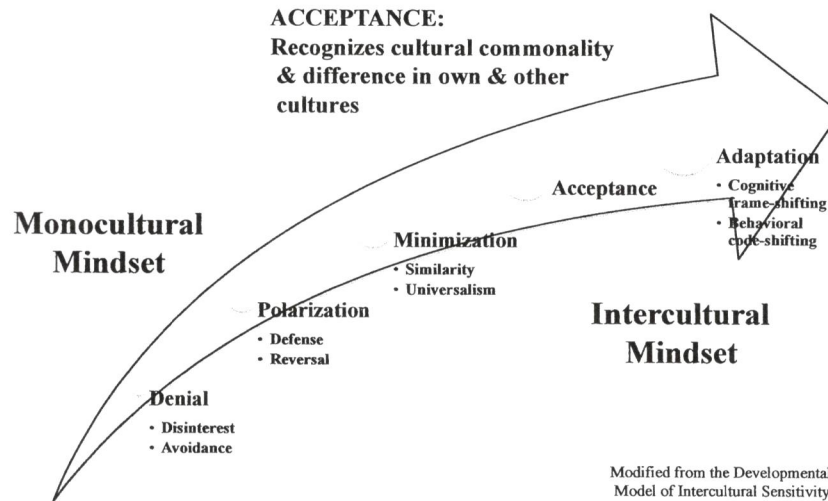 ACCEPTANCE:
Recognizes cultural commonality
& difference in own & other
cultures
Adaptation
• Cognitive
frame-shifting
• Behavioral
code-shifting
Acceptance
Monocultural
Mindset
Minimization
• Similarity
• Universalism
Polarization
• Defense
• Reversal
Intercultural
Mindset
Denial
• Disinterest
• Avoidance
Modified from the Developmental
Model of Intercultural Sensitivity